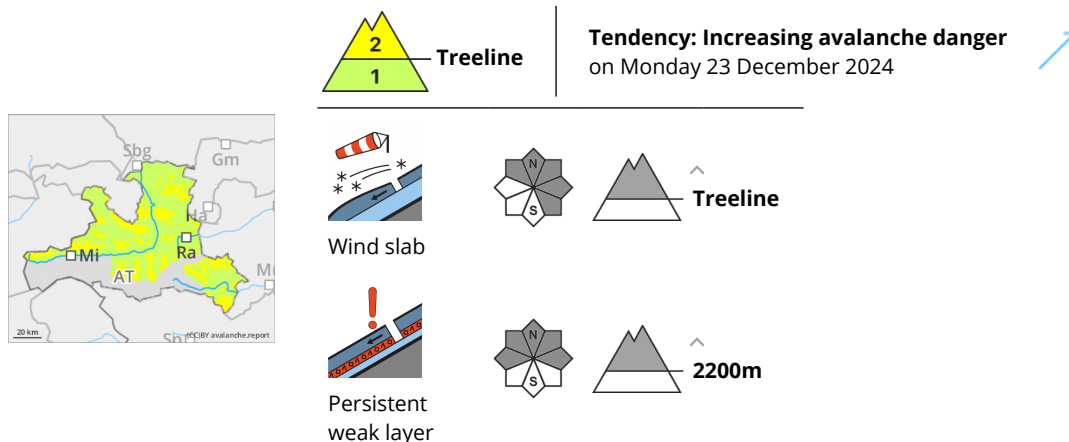 2
1
Treeline
Tendency: Increasing avalanche danger
on Monday 23 December 2024
Sbg
Gm
Ha
Mi
Ra
AT
Mu
20 km
(CC)BY avalanche.report
N
S
Treeline
Wind slab
N
S
2200m
Persistent
weak layer